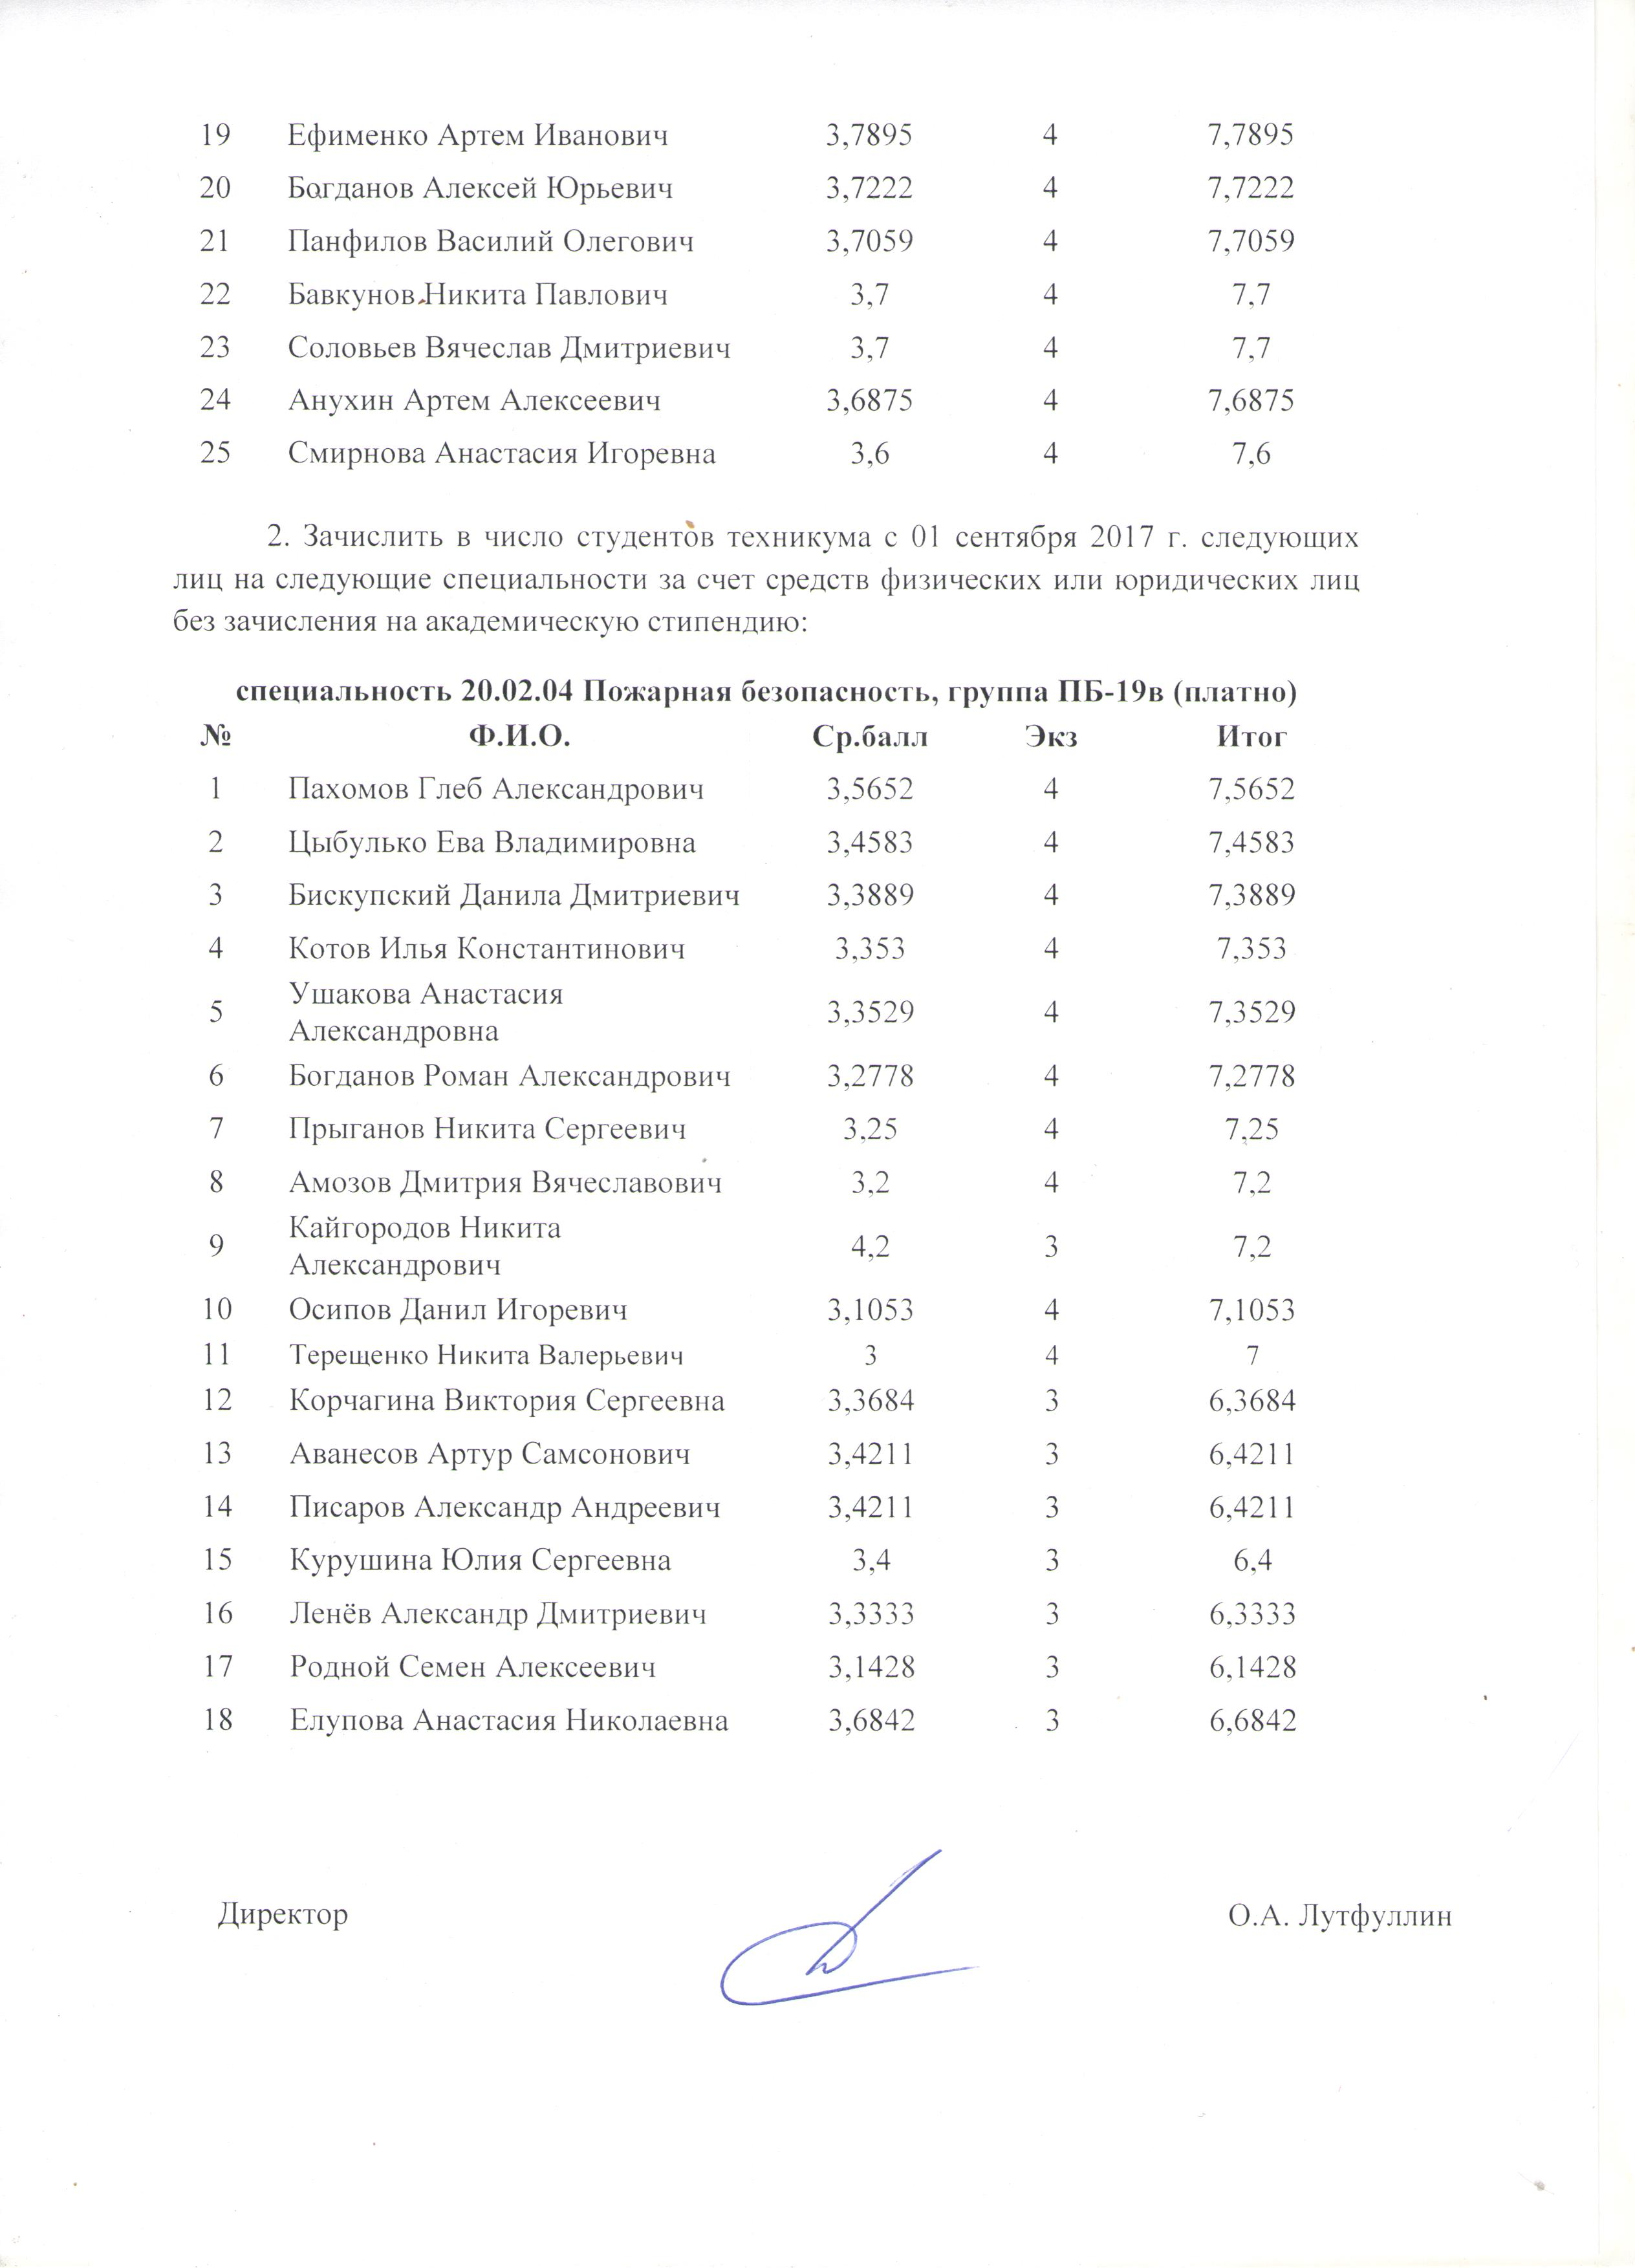 19 Ефименко Артем Иванович 3,7895 4 7,7895
20 Богданов Алексей Юрьевич 3,7222 4 7,7222
21 Панфилов Василий Олегович 3,7059 4 7,7059
22 Бавкунов Никита Павлович 3,7 4 7,7
23 Соловьев Вячеслав Дмитриевич 3,7 4 7,7
24 Анухин Артем Алексеевич 3,6875 4 7,6875
25 Смирнова Анастасия Игоревна 3,6 4 7,6
2. Зачислить в число студентов техникума с 01 сентября 2017 г. следующих
лиц на следующие специальности за счет средств физических или юридических лиц
без зачисления на академическую стипендию:
специальность 20.02.04 Пожарная безопасность, группа ПБ-19в (платно)
№ Ф.И.О. Ср.балл Экз Итог
1 Пахомов Глеб Александрович 3,5652 4 7,5652
2 Цыбулько Ева Владимировна 3,4583 4 7,4583
3 Бискупский Данила Дмитриевич 3,3889 4 7,3889
4 Котов Илья Константинович 3,353 4 7,353
5 Ушакова Анастасия
Александровна 3,3529 4 7,3529
6 Богданов Роман Александрович 3,2778 4 7,2778
7 Прыганов Никита Сергеевич 3,25 4 7,25
8 Амозов Дмитрия Вячеславович 3,2 4 7,2
9 Кайгородов Никита
Александрович 4,2 3 7,2
10 Осипов Данил Игоревич 3,1053 4 7,1053
11 Терещенко Никита Валерьевич 3 4 7
12 Корчагина Виктория Сергеевна 3,3684 3 6,3684
13 Аванесов Артур Самсонович 3,4211 3 6,4211
14 Писаров Александр Андреевич 3,4211 3 6,4211
15 Курушина Юлия Сергеевна 3,4 3 6,4
16 Ленёв Александр Дмитриевич 3,3333 3 6,3333
17 Родной Семен Алексеевич 3,1428 3 6,1428
18 Елупова Анастасия Николаевна 3,6842 3 6,6842
Директор О.А. Лутфуллин